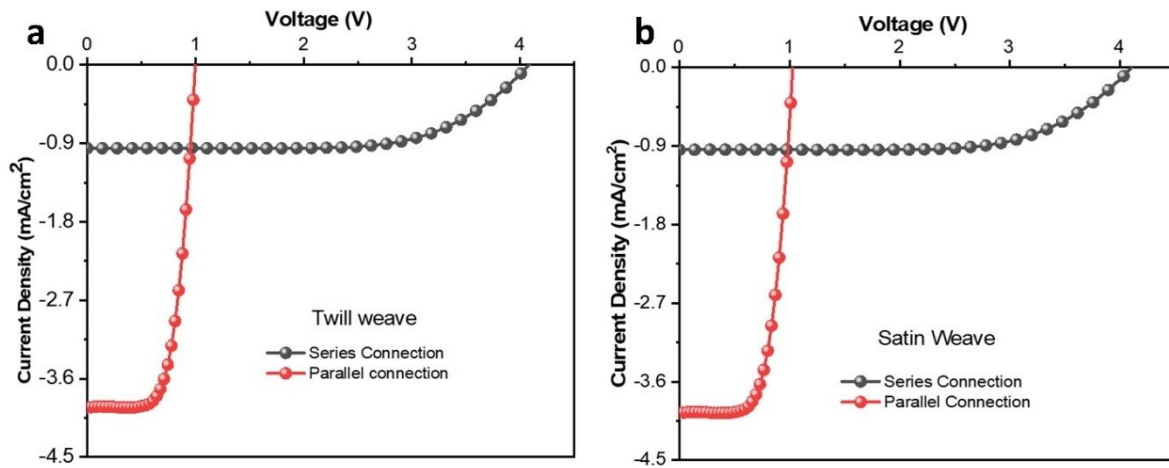 a
Voltage (V)
0 1 2 3 4
0.0
-0.9
-1.8
-2.7
-3.6
-4.5
Current Density (mA/cm²)
Twill weave
Series Connection
Parallel connection
b
Voltage (V)
0 1 2 3 4
0.0
-0.9
-1.8
-2.7
-3.6
-4.5
Current Density (mA/cm²)
Satin Weave
Series Connection
Parallel Connection